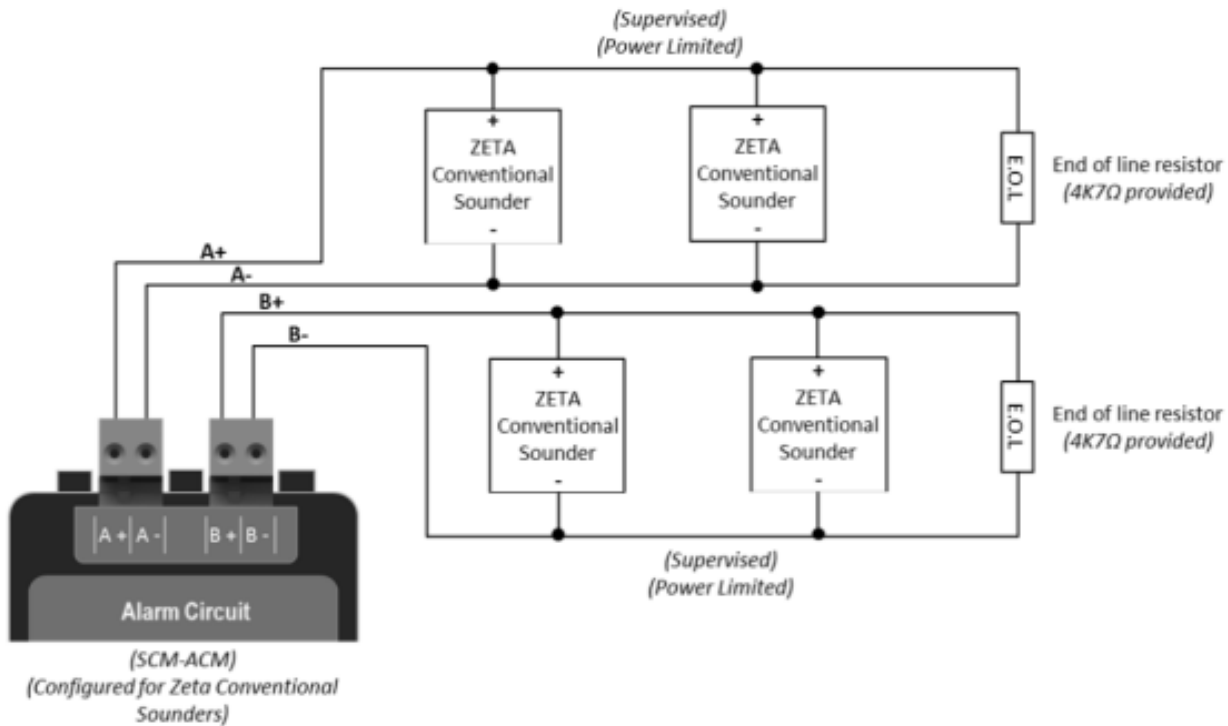 (Supervised)
(Power Limited)
+
ZETA
Conventional
Sounder
-
+
ZETA
Conventional
Sounder
-
E.O.L
End of line resistor
(4K7Ω provided)
A+
A-
B+
B-
+
ZETA
Conventional
Sounder
-
+
ZETA
Conventional
Sounder
-
E.O.L
End of line resistor
(4K7Ω provided)
(Supervised)
(Power Limited)
A + A - B + B -
Alarm Circuit
(SCM-ACM)
(Configured for Zeta Conventional
Sounders)